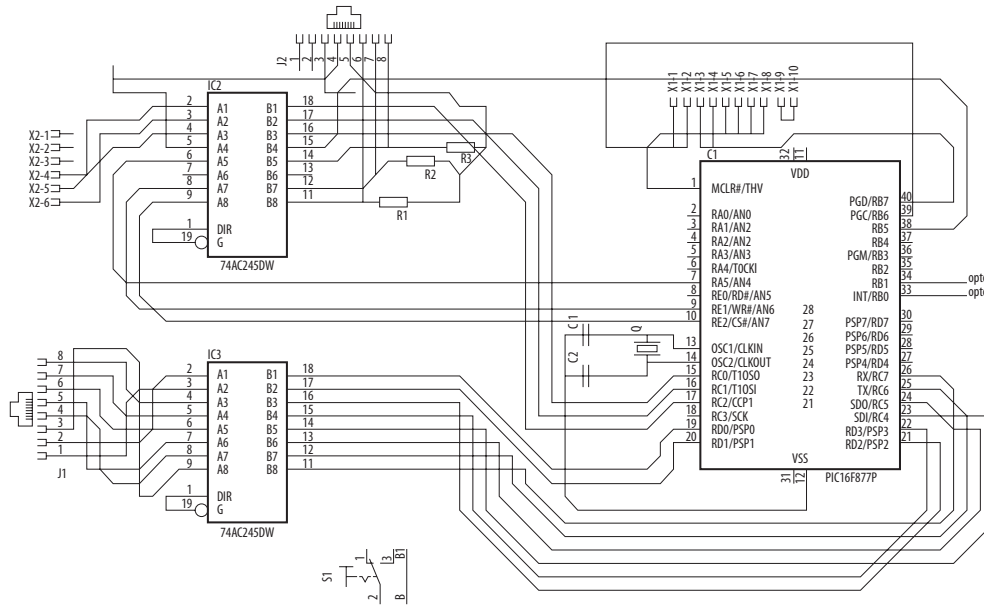 J2
1
2
3
4
5
6
7
8
IC2
2 A1 B1 18
3 A2 B2 17
4 A3 B3 16
5 A4 B4 15
6 A5 B5 14
7 A6 B6 13
8 A7 B7 12
9 A8 B8 11
1 DIR
19 G
74AC245DW
X2-1
X2-2
X2-3
X2-4
X2-5
X2-6
R3
R2
R1
X1-1
X1-2
X1-3
X1-4
X1-5
X1-6
X1-7
X1-8
X1-9
X1-10
C1
32
11
VDD
1 MCLR#/THV
2 RA0/AN0
3 RA1/AN2
4 RA2/AN2
5 RA3/AN3
6 RA4/T0CKI
7 RA5/AN4
8 RE0/RD#/AN5
9 RE1/WR#/AN6
10 RE2/CS#/AN7
13 OSC1/CLKIN
14 OSC2/CLKOUT
15 RC0/T1OSO
16 RC1/T1OSI
17 RC2/CCP1
18 RC3/SCK
19 RD0/PSP0
20 RD1/PSP1
28
27
26
25
24
23
22
21
PGD/RB7 40
PGC/RB6 39
RB5 38
RB4 37
PGM/RB3 36
RB2 35
RB1 34
INT/RB0 33
opto
opto
PSP7/RD7 30
PSP6/RD6 29
PSP5/RD5 28
PSP4/RD4 27
RX/RC7 26
TX/RC6 25
SDO/RC5 24
SDI/RC4 23
RD3/PSP3 22
RD2/PSP2 21
VSS
31
12
PIC16F877P
C1
C2
Q
8
7
6
5
4
3
2
1
J1
IC3
2 A1 B1 18
3 A2 B2 17
4 A3 B3 16
5 A4 B4 15
6 A5 B5 14
7 A6 B6 13
8 A7 B7 12
9 A8 B8 11
1 DIR
19 G
74AC245DW
S1
1
3
B1
2
B